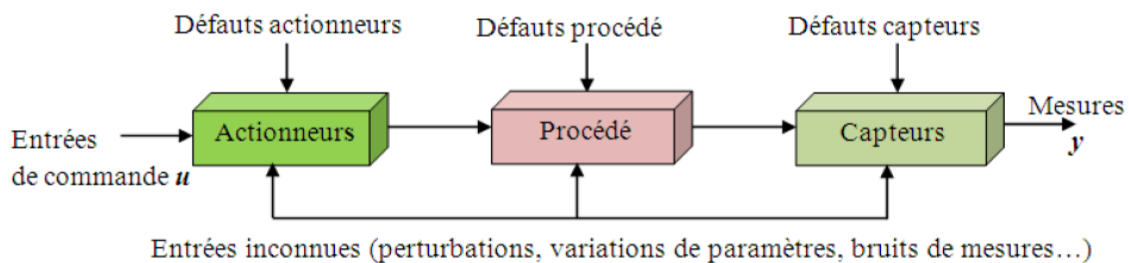 Défauts actionneurs
Défauts procédé
Défauts capteurs
Actionneurs
Procédé
Capteurs
Mesures
y
Entrées
de commande u
Entrées inconnues (perturbations, variations de paramètres, bruits de mesures…)